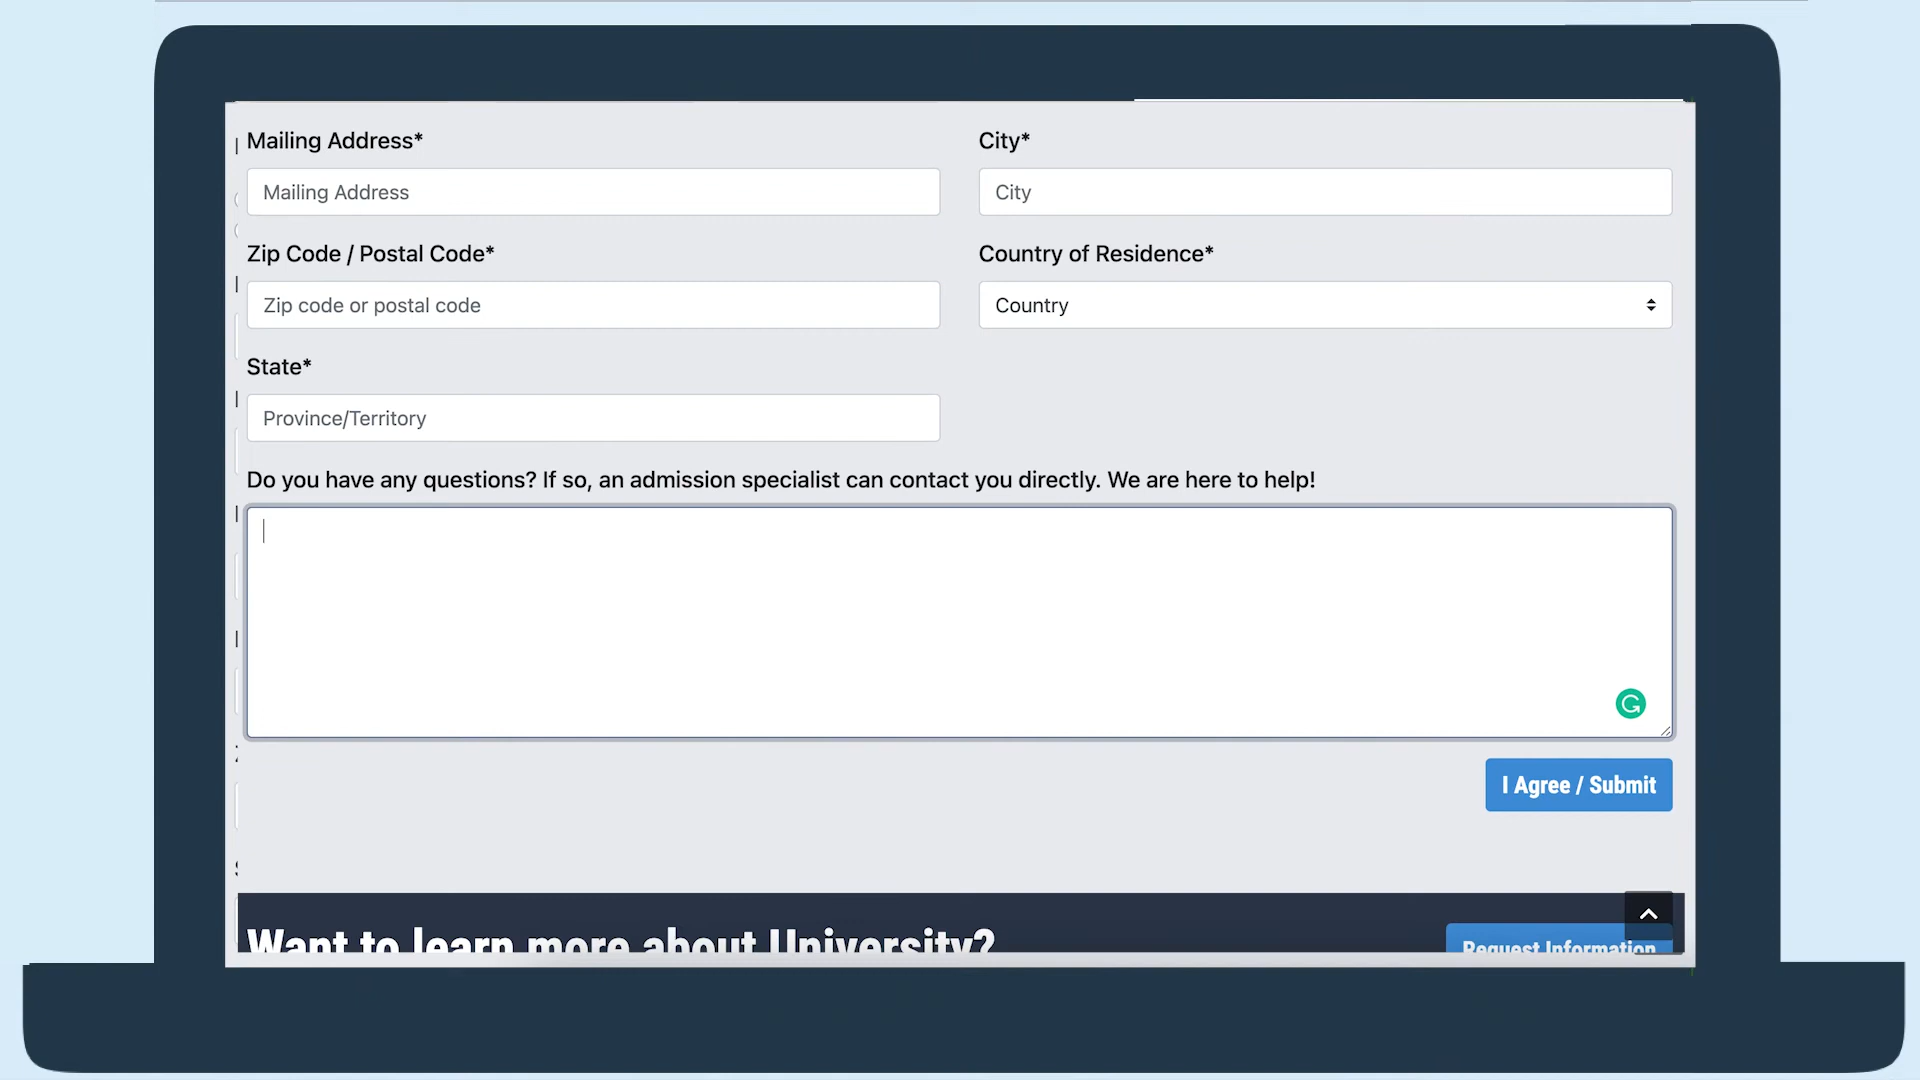 Mailing Address* City*
Mailing Address City
Zip Code / Postal Code* Country of Residence*
Zip code or postal code Country
State*
Province/Territory
Do you have any questions? If so, an admission specialist can contact you directly. We are here to help!
I Agree / Submit
Want to learn more about University? Request Information